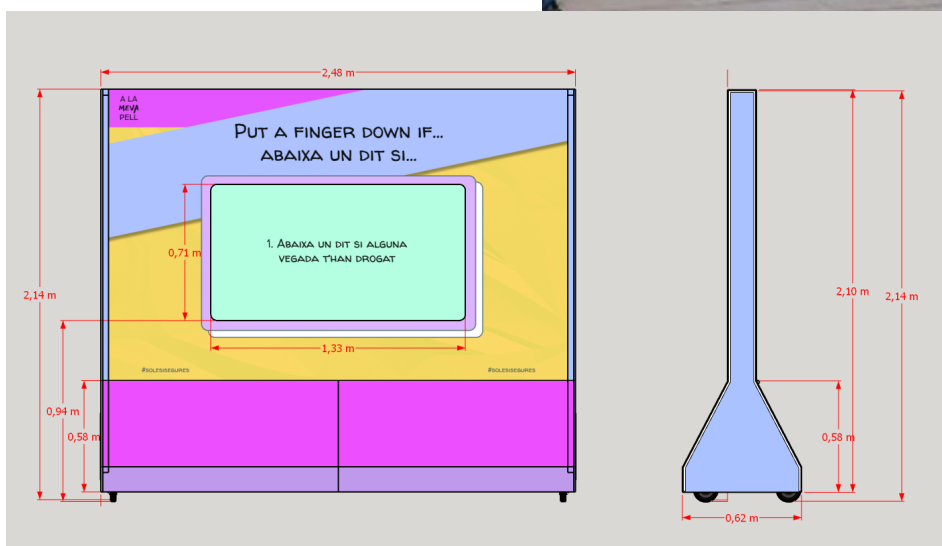 2,48 m
A LA
MEVA
PELL
PUT A FINGER DOWN IF...
ABAIXA UN DIT SI...
1. ABAIXA UN DIT SI ALGUNA
VEGADA T'HAN DROGAT
0,71 m
2,14 m
1,33 m
#SOLESISEGURES
#SOLESISEGURES
0,94 m
0,58 m
2,10 m
2,14 m
0,58 m
0,62 m